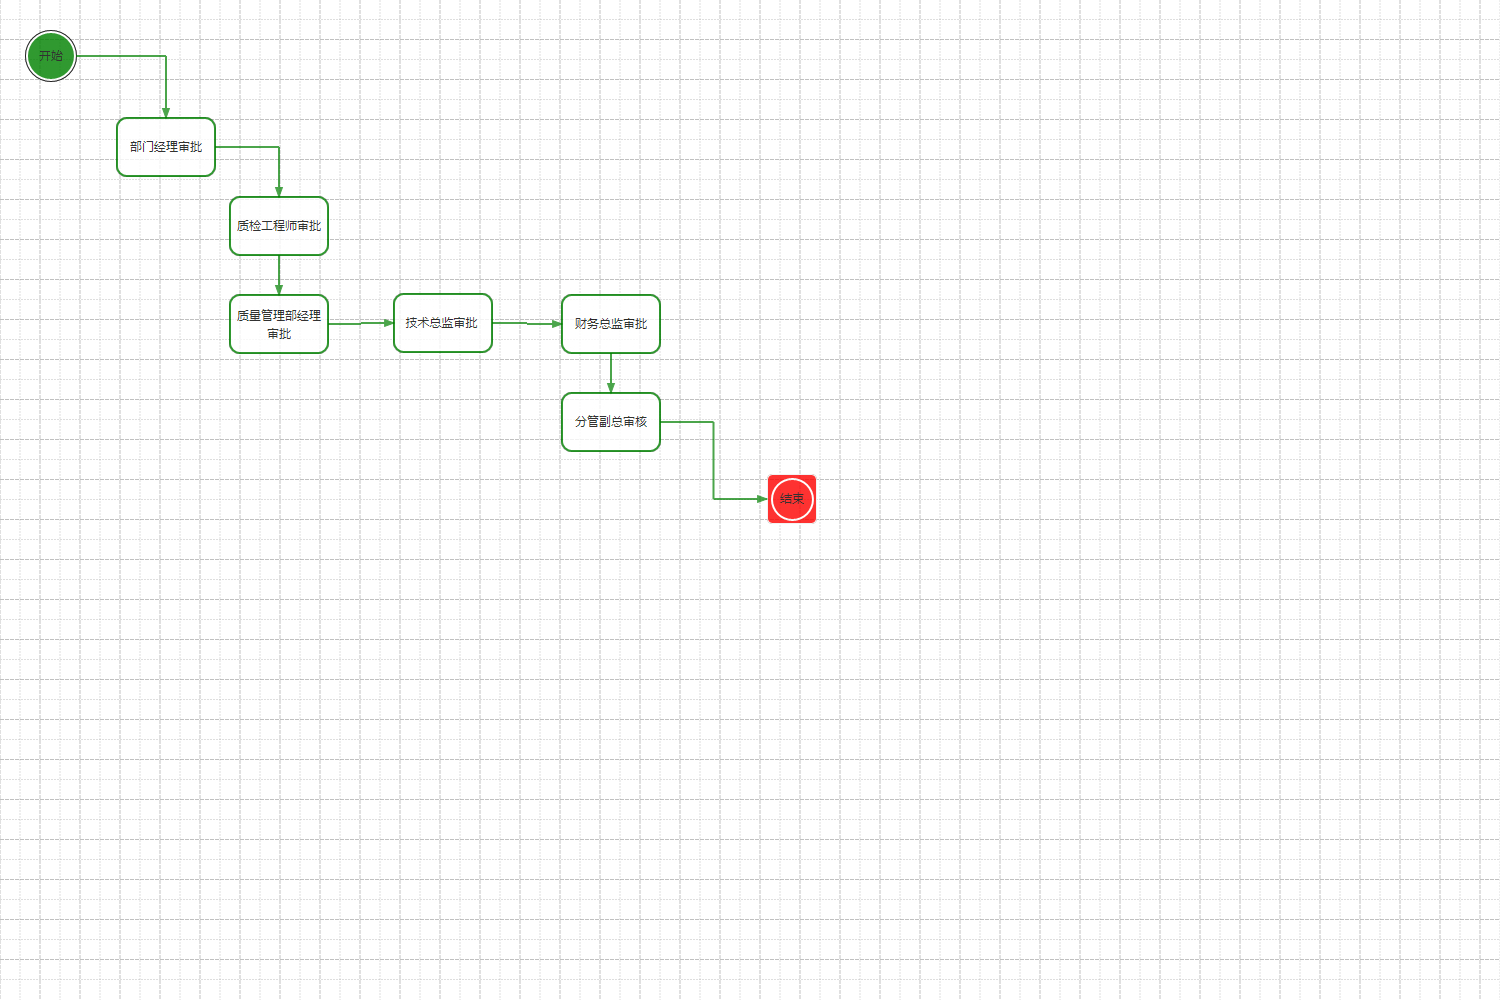 开始
部门经理审批
质检工程师审批
质量管理部经理
审批
技术总监审批
财务总监审批
分管副总审核
结束